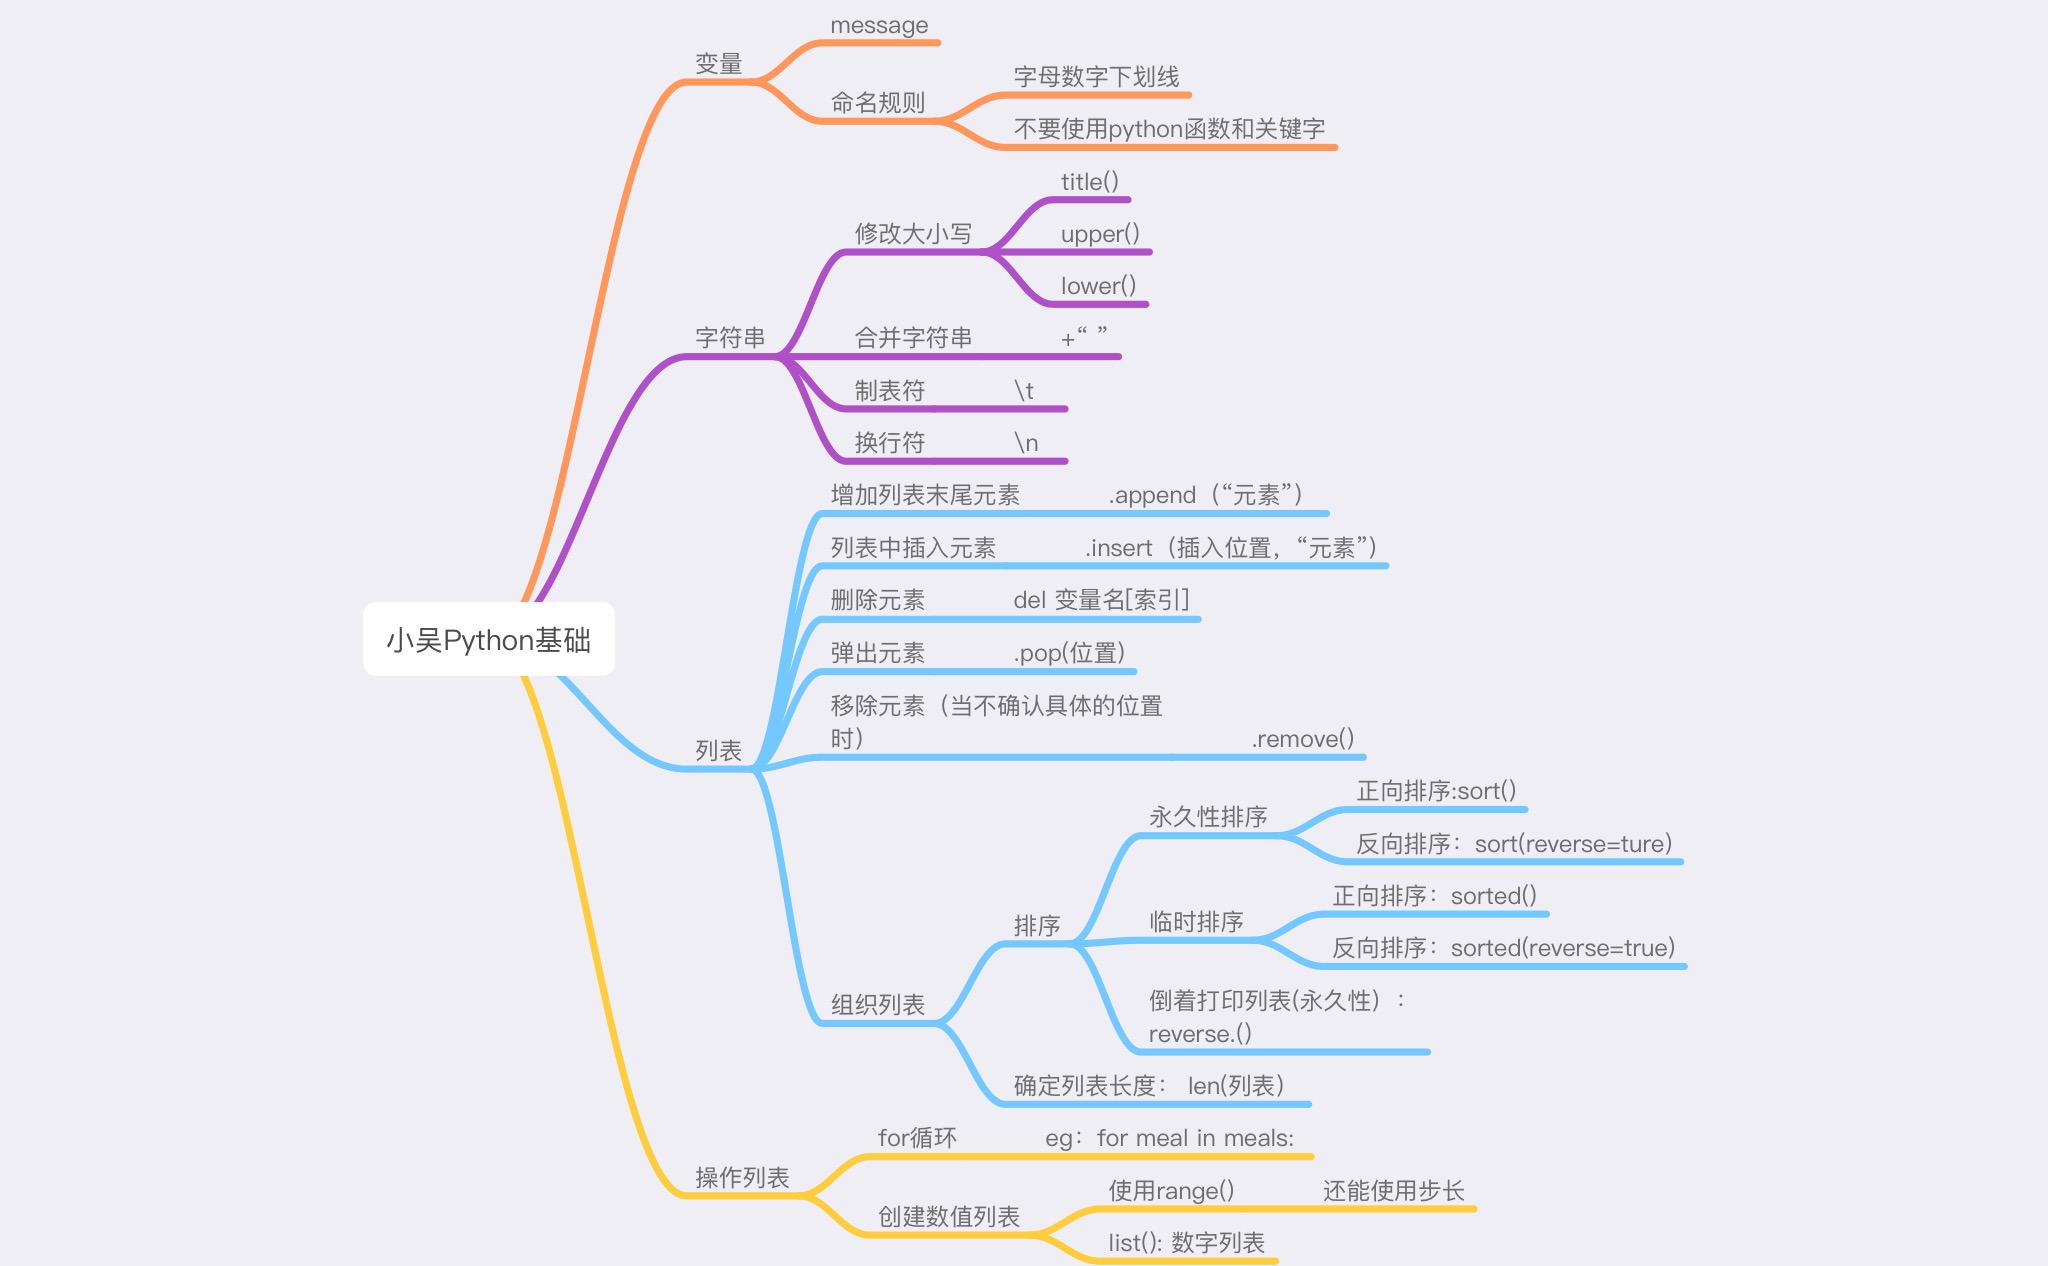 message
变量
字母数字下划线
命名规则
不要使用python函数和关键字
title()
修改大小写
upper()
lower()
字符串
合并字符串
+“ ”
制表符
\t
换行符
\n
增加列表末尾元素
.append（“元素”）
列表中插入元素
.insert（插入位置，“元素”）
删除元素
del 变量名[索引]
小吴Python基础
弹出元素
.pop(位置)
移除元素（当不确认具体的位置
时）
.remove()
列表
正向排序:sort()
永久性排序
反向排序：sort(reverse=ture)
正向排序：sorted()
排序
临时排序
反向排序：sorted(reverse=true)
组织列表
倒着打印列表(永久性）：
reverse.()
确定列表长度： len(列表）
for循环
eg：for meal in meals:
操作列表
使用range()
还能使用步长
创建数值列表
list(): 数字列表